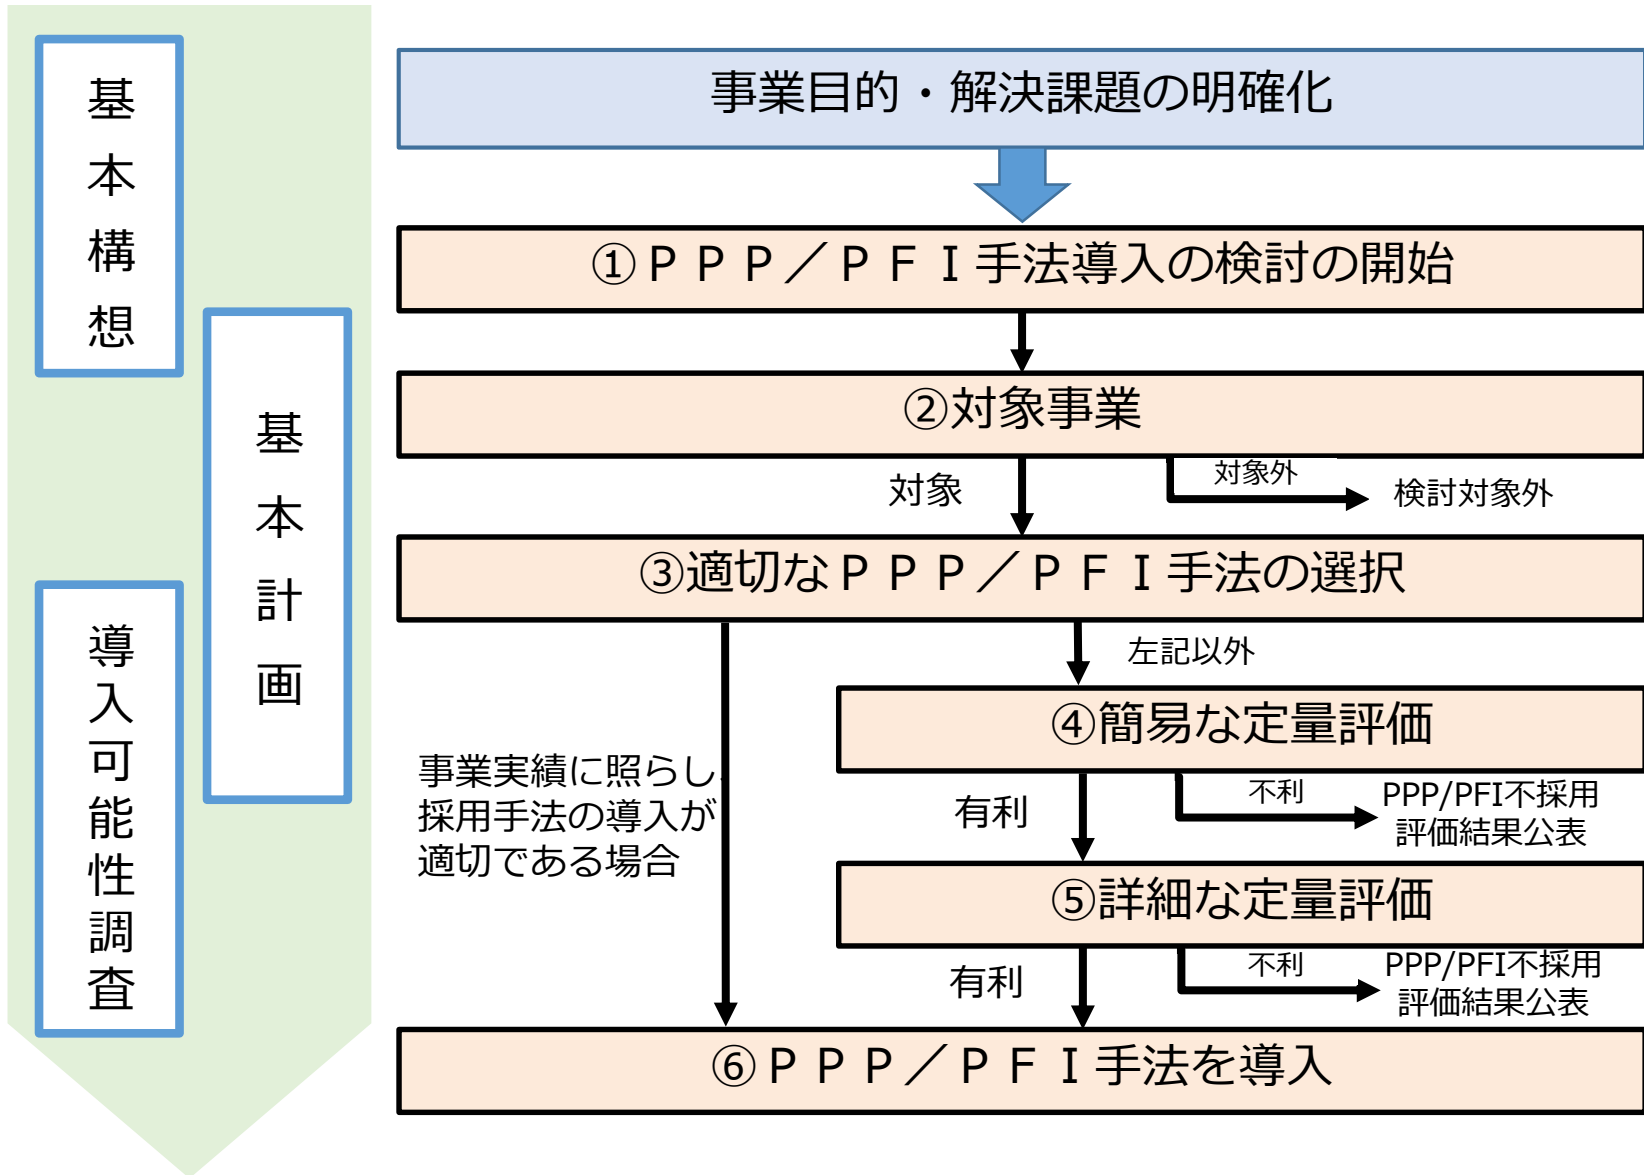 基本構想
基本計画
導入可能性調査
事業目的・解決課題の明確化
①ＰＰＰ／ＰＦＩ手法導入の検討の開始
②対象事業
対象
対象外
検討対象外
③適切なＰＰＰ／ＰＦＩ手法の選択
左記以外
事業実績に照らし、
採用手法の導入が
適切である場合
④簡易な定量評価
有利
不利
PPP/PFI不採用
評価結果公表
⑤詳細な定量評価
有利
不利
PPP/PFI不採用
評価結果公表
⑥ＰＰＰ／ＰＦＩ手法を導入